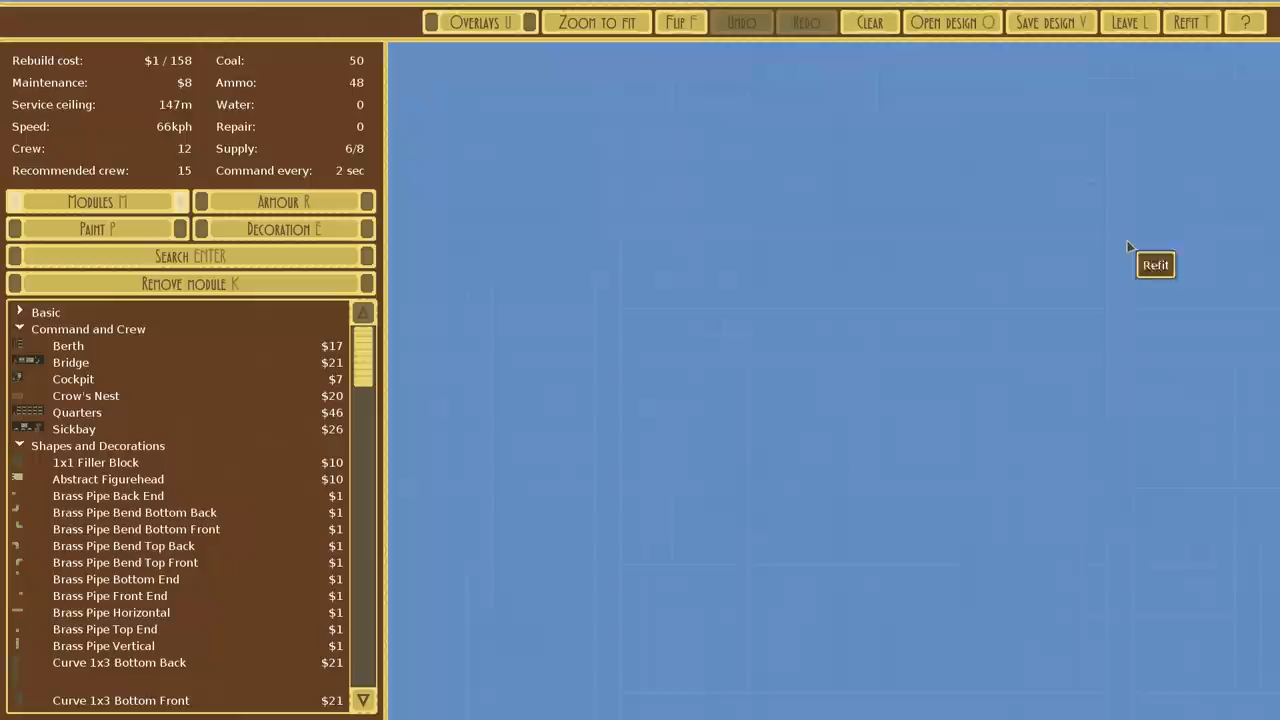 OVERLAYS U ZOOM TO FIT FLIP F UNDO REDO CLEAR OPEN DESIGN O SAVE DESIGN V LEAVE L REFIT T ?
Rebuild cost: $1 / 158 Coal: 50
Maintenance: $8 Ammo: 48
Service ceiling: 147m Water: 0
Speed: 66kph Repair: 0
Crew: 12 Supply: 6/8
Recommended crew: 15 Command every: 2 sec
MODULES M ARMOUR R
PAINT P DECORATION E
SEARCH ENTER
REMOVE MODULE K
Refit
Basic
Command and Crew
Berth $17
Bridge $21
Cockpit $7
Crow's Nest $20
Quarters $46
Sickbay $26
Shapes and Decorations
1x1 Filler Block $10
Abstract Figurehead $10
Brass Pipe Back End $1
Brass Pipe Bend Bottom Back $1
Brass Pipe Bend Bottom Front $1
Brass Pipe Bend Top Back $1
Brass Pipe Bend Top Front $1
Brass Pipe Bottom End $1
Brass Pipe Front End $1
Brass Pipe Horizontal $1
Brass Pipe Top End $1
Brass Pipe Vertical $1
Curve 1x3 Bottom Back $21
Curve 1x3 Bottom Front $21